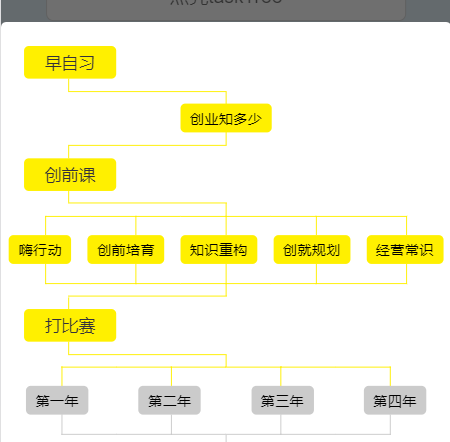 早自习
创业知多少
创前课
嗨行动 创前培育 知识重构 创就规划 经营常识
打比赛
第一年 第二年 第三年 第四年